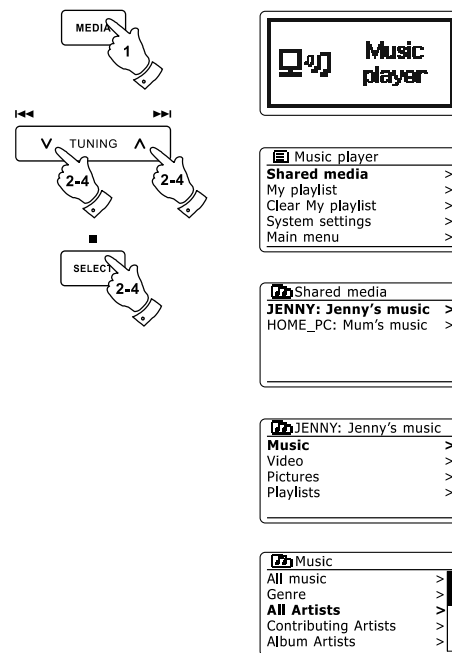 MEDIA
1
TUNING
2-4
2-4
SELECT
2-4
Music
player
Music player
Shared media >
My playlist >
Clear My playlist >
System settings >
Main menu >
Shared media
JENNY: Jenny's music >
HOME_PC: Mum's music >
JENNY: Jenny's music
Music >
Video >
Pictures >
Playlists >
Music
All music >
Genre >
All Artists >
Contributing Artists >
Album Artists >